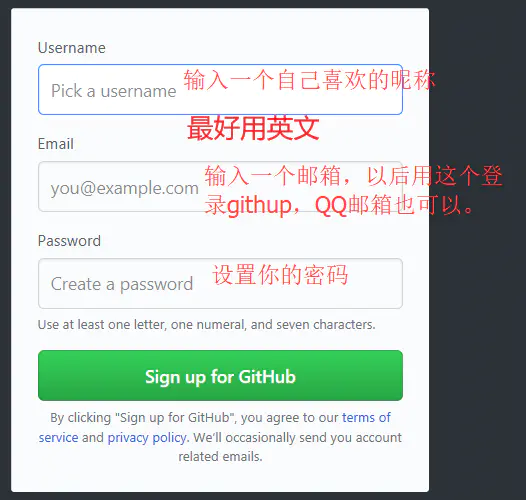 Username
Pick a username 输入一个自己喜欢的昵称
最好用英文
Email
you@example.com 输入一个邮箱，以后用这个登
录githup，QQ邮箱也可以。
Password
Create a password 设置你的密码
Use at least one letter, one numeral, and seven characters.
Sign up for GitHub
By clicking "Sign up for GitHub", you agree to our terms of
service and privacy policy. We’ll occasionally send you account
related emails.